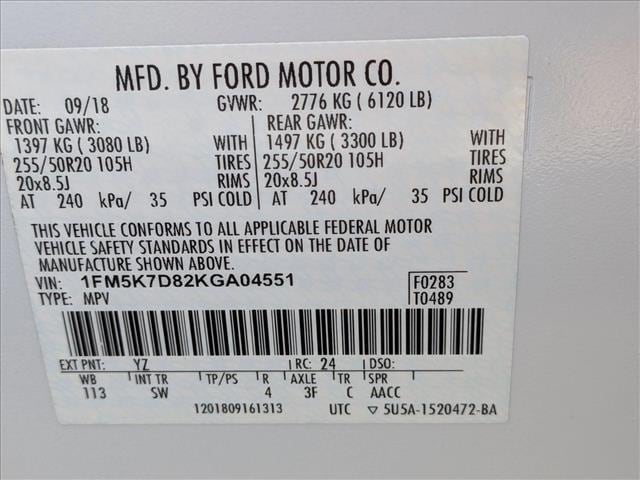 MFD. BY FORD MOTOR CO.
DATE: 09/18 GVWR: 2776 KG ( 6120 LB)
FRONT GAWR: REAR GAWR:
1397 KG ( 3080 LB) WITH 1497 KG ( 3300 LB) WITH
255/50R20 105H TIRES 255/50R20 105H TIRES
20x8.5J RIMS 20x8.5J RIMS
AT 240 kPa/ 35 PSI COLD AT 240 kPa/ 35 PSI COLD
THIS VEHICLE CONFORMS TO ALL APPLICABLE FEDERAL MOTOR
VEHICLE SAFETY STANDARDS IN EFFECT ON THE DATE OF
MANUFACTURE SHOWN ABOVE.
VIN: 1FM5K7D82KGA04551 F0283
TYPE: MPV T0489
EXT PNT: YZ RC: 24 DSO:
WB INT TR TP/PS R AXLE TR SPR
113 SW 4 3F C AACC
1201809161313 UTC ▽ 5U5A-1520472-BA